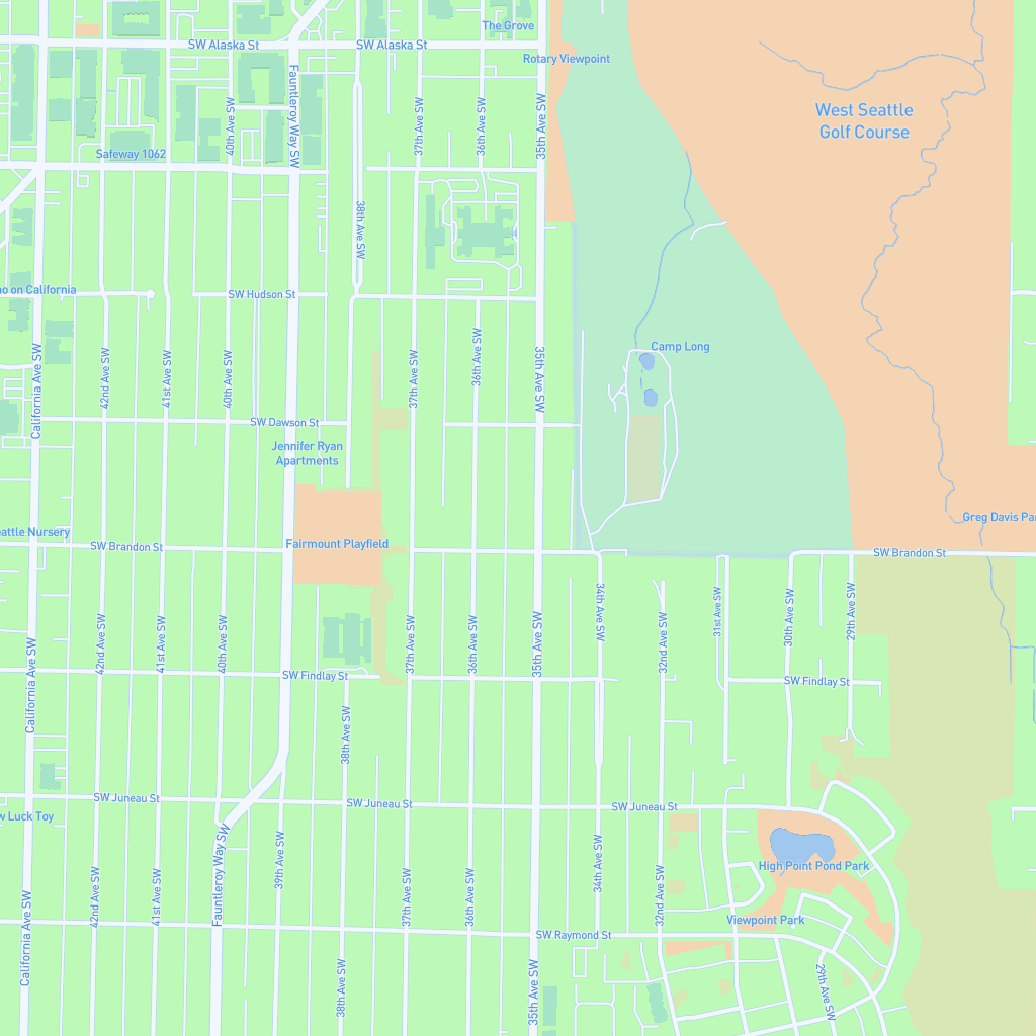 The Grove
SW Alaska St
SW Alaska St
Rotary Viewpoint
Fauntleroy Way SW
40th Ave SW
37th Ave SW
36th Ave SW
35th Ave SW
West Seattle
Golf Course
Safeway 1062
38th Ave SW
o on California
SW Hudson St
California Ave SW
42nd Ave SW
41st Ave SW
40th Ave SW
37th Ave SW
36th Ave SW
35th Ave SW
Camp Long
SW Dawson St
Jennifer Ryan
Apartments
Greg Davis Pa
attle Nursery
SW Brandon St
Fairmount Playfield
SW Brandon St
42nd Ave SW
41st Ave SW
40th Ave SW
37th Ave SW
36th Ave SW
35th Ave SW
34th Ave SW
32nd Ave SW
31st Ave SW
30th Ave SW
29th Ave SW
California Ave SW
SW Findlay St
SW Findlay St
38th Ave SW
SW Juneau St
SW Juneau St
SW Juneau St
w Luck Toy
Fauntleroy Way SW
39th Ave SW
34th Ave SW
High Point Pond Park
California Ave SW
42nd Ave SW
41st Ave SW
37th Ave SW
36th Ave SW
32nd Ave SW
Viewpoint Park
SW Raymond St
38th Ave SW
35th Ave SW
29th Ave SW